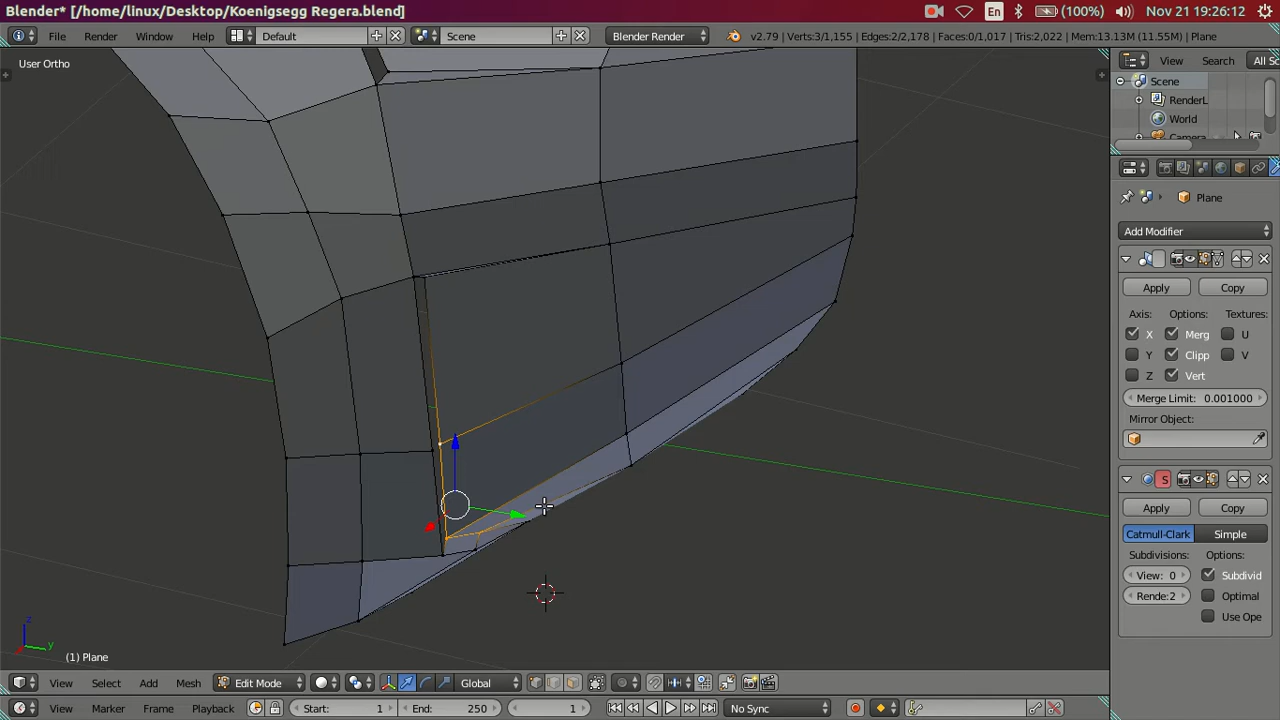 Blender* [/home/linux/Desktop/Koenigsegg Regera.blend]
En
(100%)
Nov 21 19:26:12
File
Render
Window
Help
Default
Scene
Blender Render
v2.79 | Verts:3/1,155 | Edges:2/2,178 | Faces:0/1,017 | Tris:2,022 | Mem:13.13M (11.55M) | Plane
User Ortho
View
Search
All Sc
Scene
RenderL
World
Camera
Plane
Add Modifier
Apply
Copy
Axis:
Options:
Textures:
X
Merg
U
Y
Clipp
V
Z
Vert
Merge Limit: 0.001000
Mirror Object:
S
Apply
Copy
Catmull-Clark
Simple
Subdivisions:
Options:
View: 0
Subdivid
Rende:2
Optimal
Use Ope
z
y
x
(1) Plane
View
Select
Add
Mesh
Edit Mode
Global
View
Marker
Frame
Playback
Start:
1
End:
250
1
No Sync